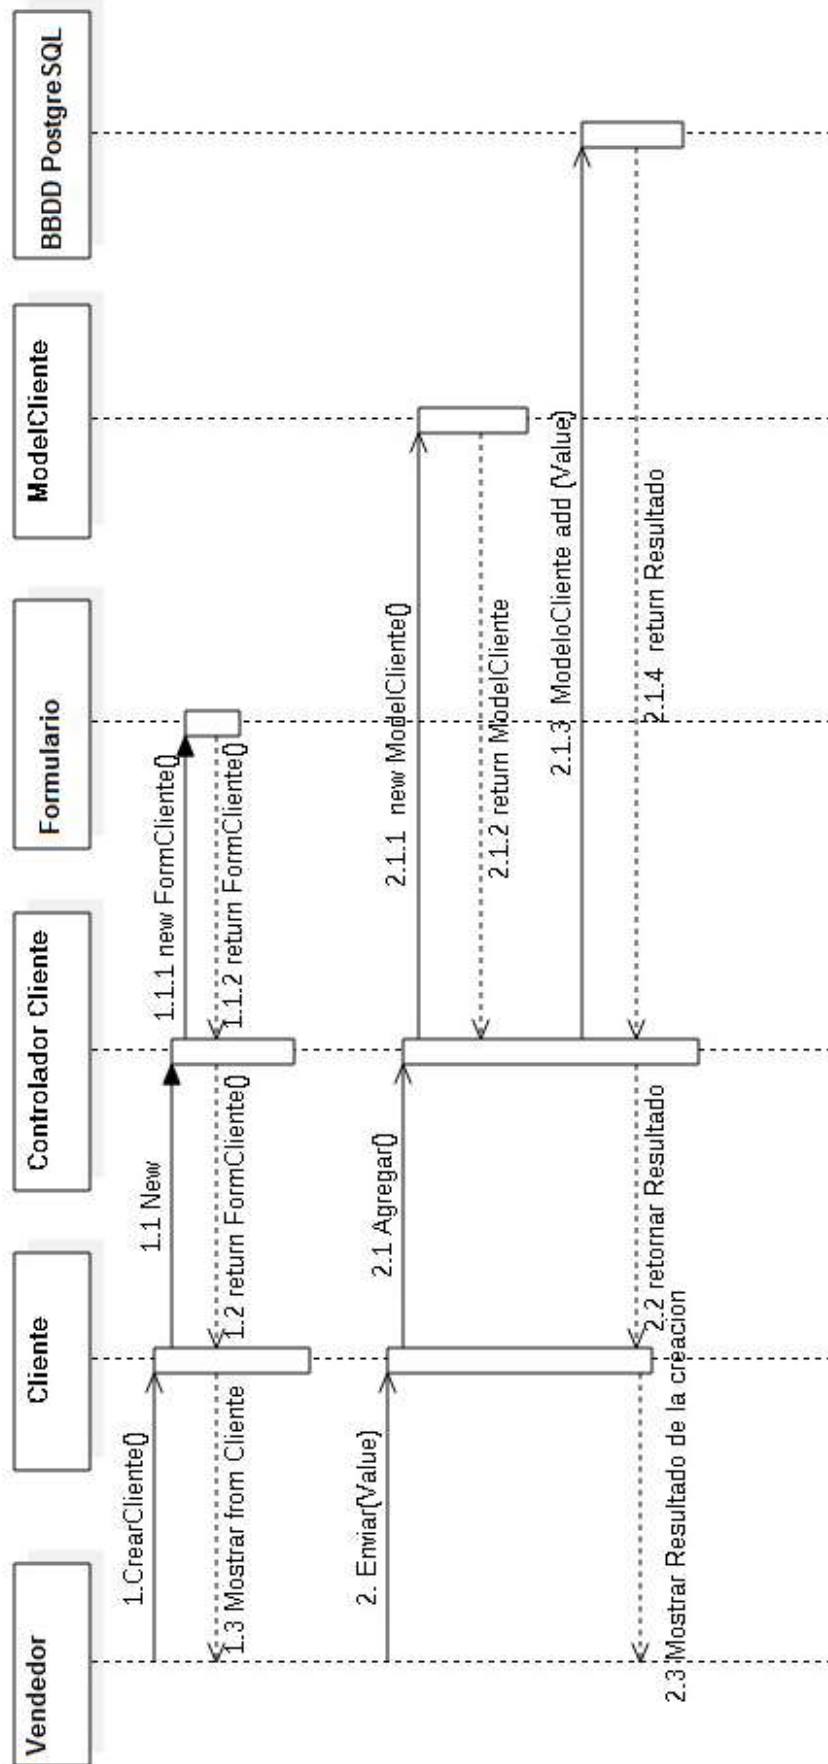 Vendedor
Cliente
Controlador Cliente
Formulario
ModelCliente
BBDD PostgreSQL
1.CrearCliente()
1.1 New
1.1.1 new FormCliente()
1.1.2 return FormCliente()
1.2 return FormCliente()
1.3 Mostrar from Cliente
2. Enviar(Value)
2.1 Agregar()
2.1.1 new ModelCliente()
2.1.2 return ModelCliente
2.1.3 ModeloCliente add (Value)
2.1.4 return Resultado
2.2 retornar Resultado
2.3 Mostrar Resultado de la creacion